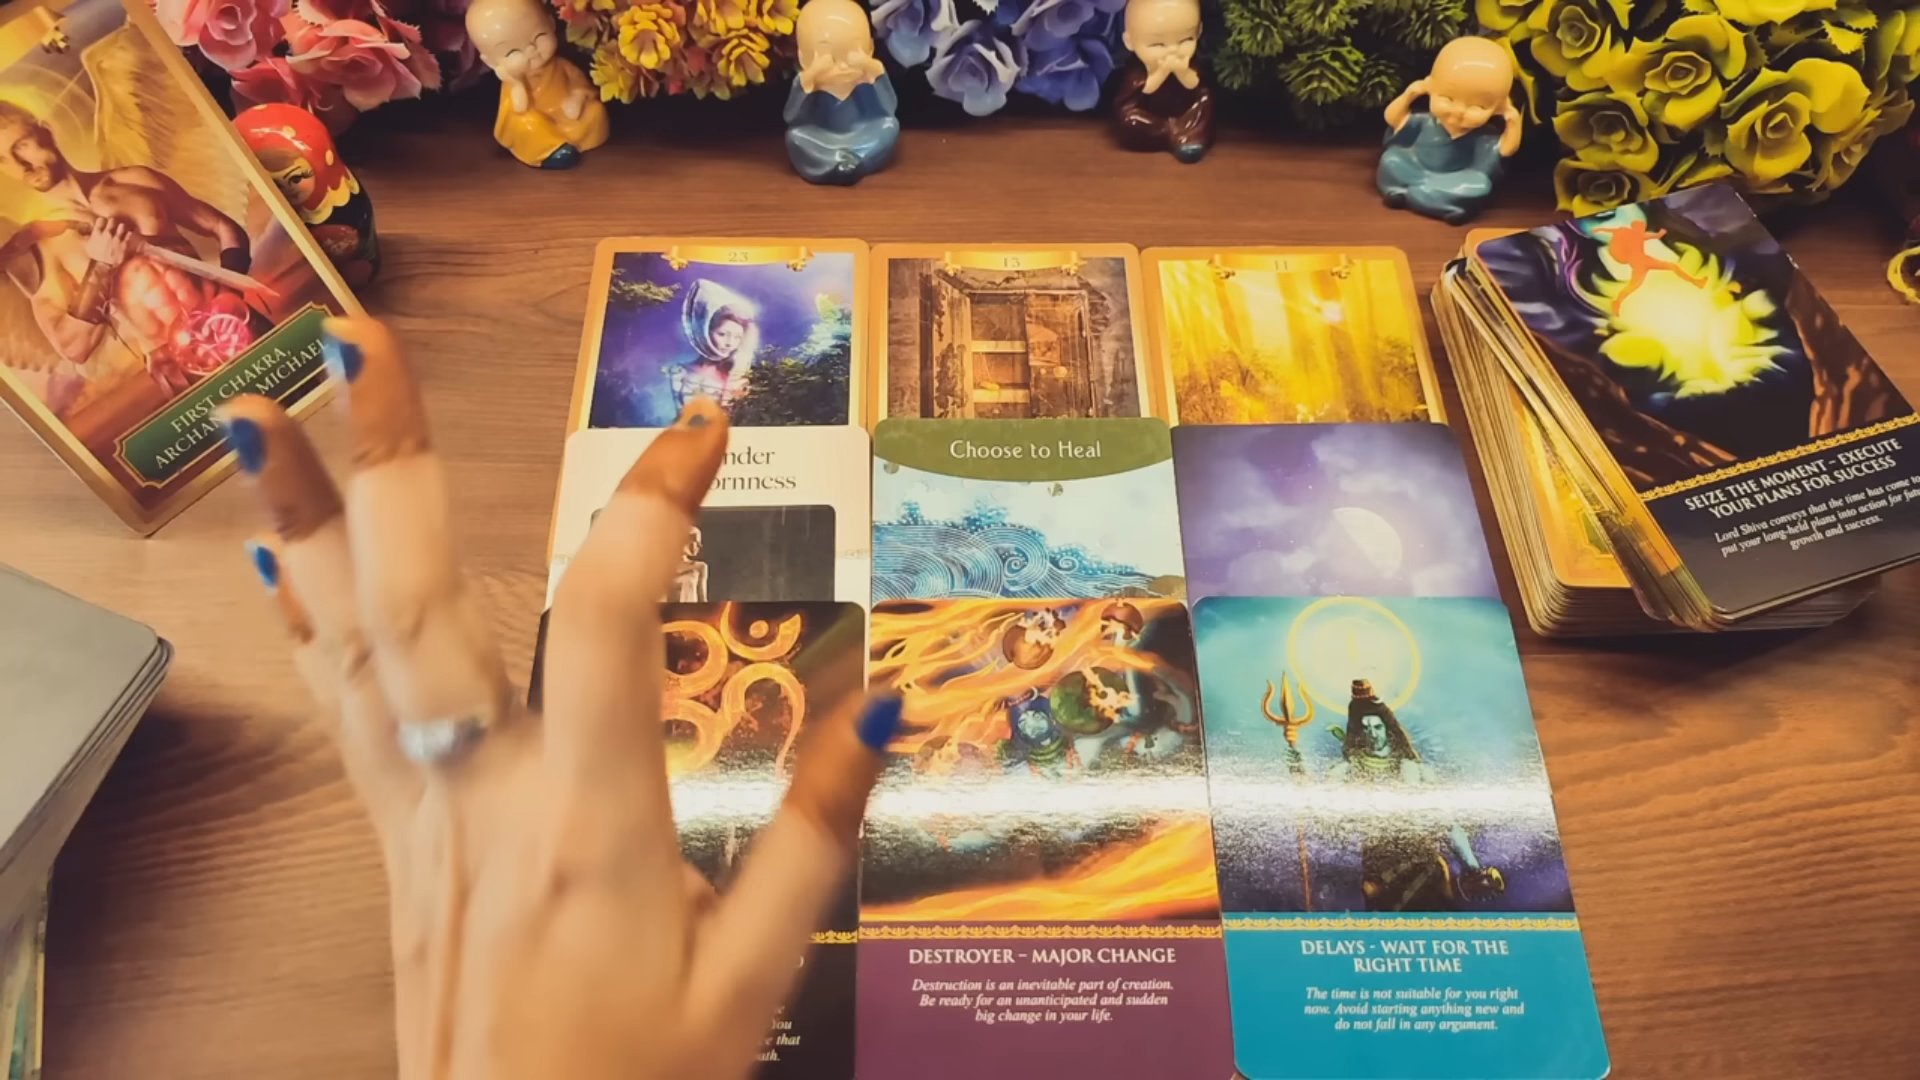 FIRST CHAKRA,
MICHAEL
23
13
11
Choose to Heal
SEIZE THE MOMENT - EXECUTE
YOUR PLANS FOR SUCCESS
Lord Shiva conveys that the time has come to
put your long-held plans into action for
growth and success.
DESTROYER - MAJOR CHANGE
Destruction is an inevitable part of creation.
Be ready for an unanticipated and sudden
big change in your life.
DELAYS - WAIT FOR THE
RIGHT TIME
The time is not suitable for you right
now. Avoid starting anything new and
do not fall in any argument.
that